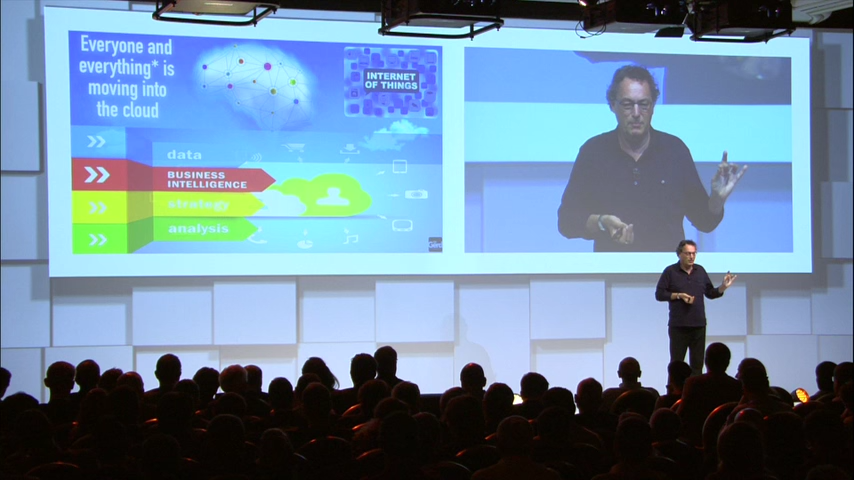 Everyone and
everything* is
moving into
the cloud
INTERNET
OF THINGS
data
BUSINESS
INTELLIGENCE
strategy
analysis